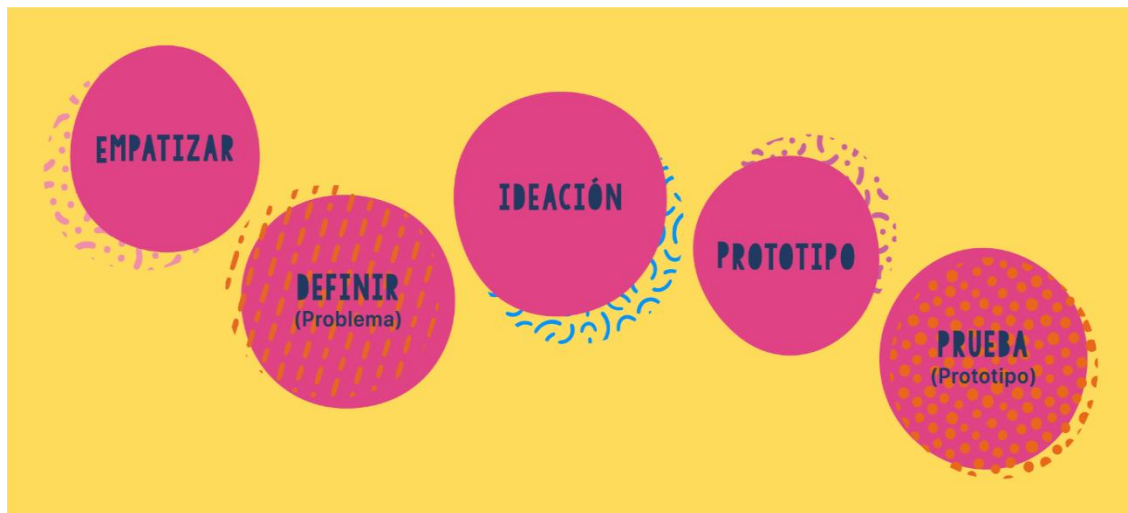 EMPATIZAR
DEFINIR
(Problema)
IDEACIÓN
PROTOTIPO
PRUEBA
(Prototipo)